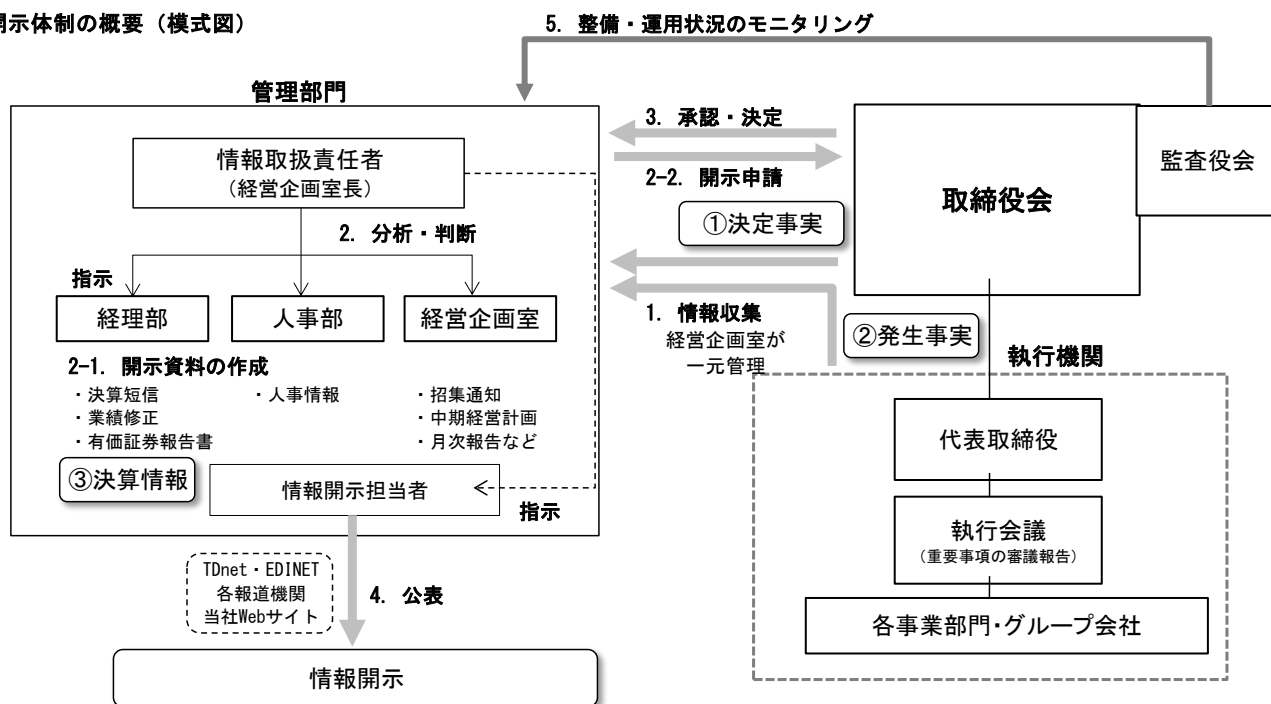 開示体制の概要（模式図）
5. 整備・運用状況のモニタリング
管理部門
情報取扱責任者
（経営企画室長）
2. 分析・判断
指示
経理部
人事部
経営企画室
2-1. 開示資料の作成
・決算短信
・業績修正
・有価証券報告書
・人事情報
・招集通知
・中期経営計画
・月次報告など
③決算情報
情報開示担当者
指示
TDnet・EDINET
各報道機関
当社Webサイト
4. 公表
情報開示
3. 承認・決定
2-2. 開示申請
①決定事実
1. 情報収集
経営企画室が
一元管理
②発生事実
取締役会
監査役会
執行機関
代表取締役
執行会議
（重要事項の審議報告）
各事業部門・グループ会社